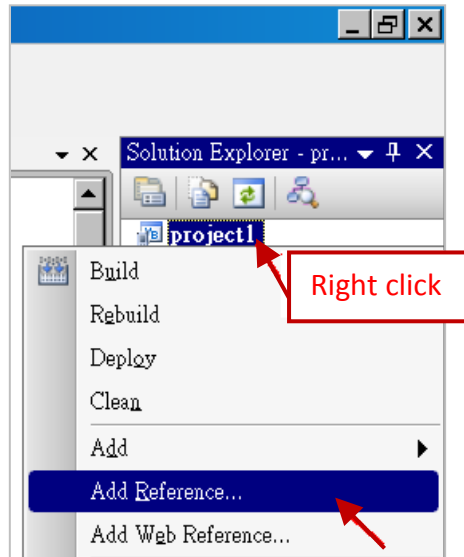 Solution Explorer - pr...
project1
Right click
Build
Rebuild
Deploy
Clean
Add
Add Reference...
Add Web Reference...